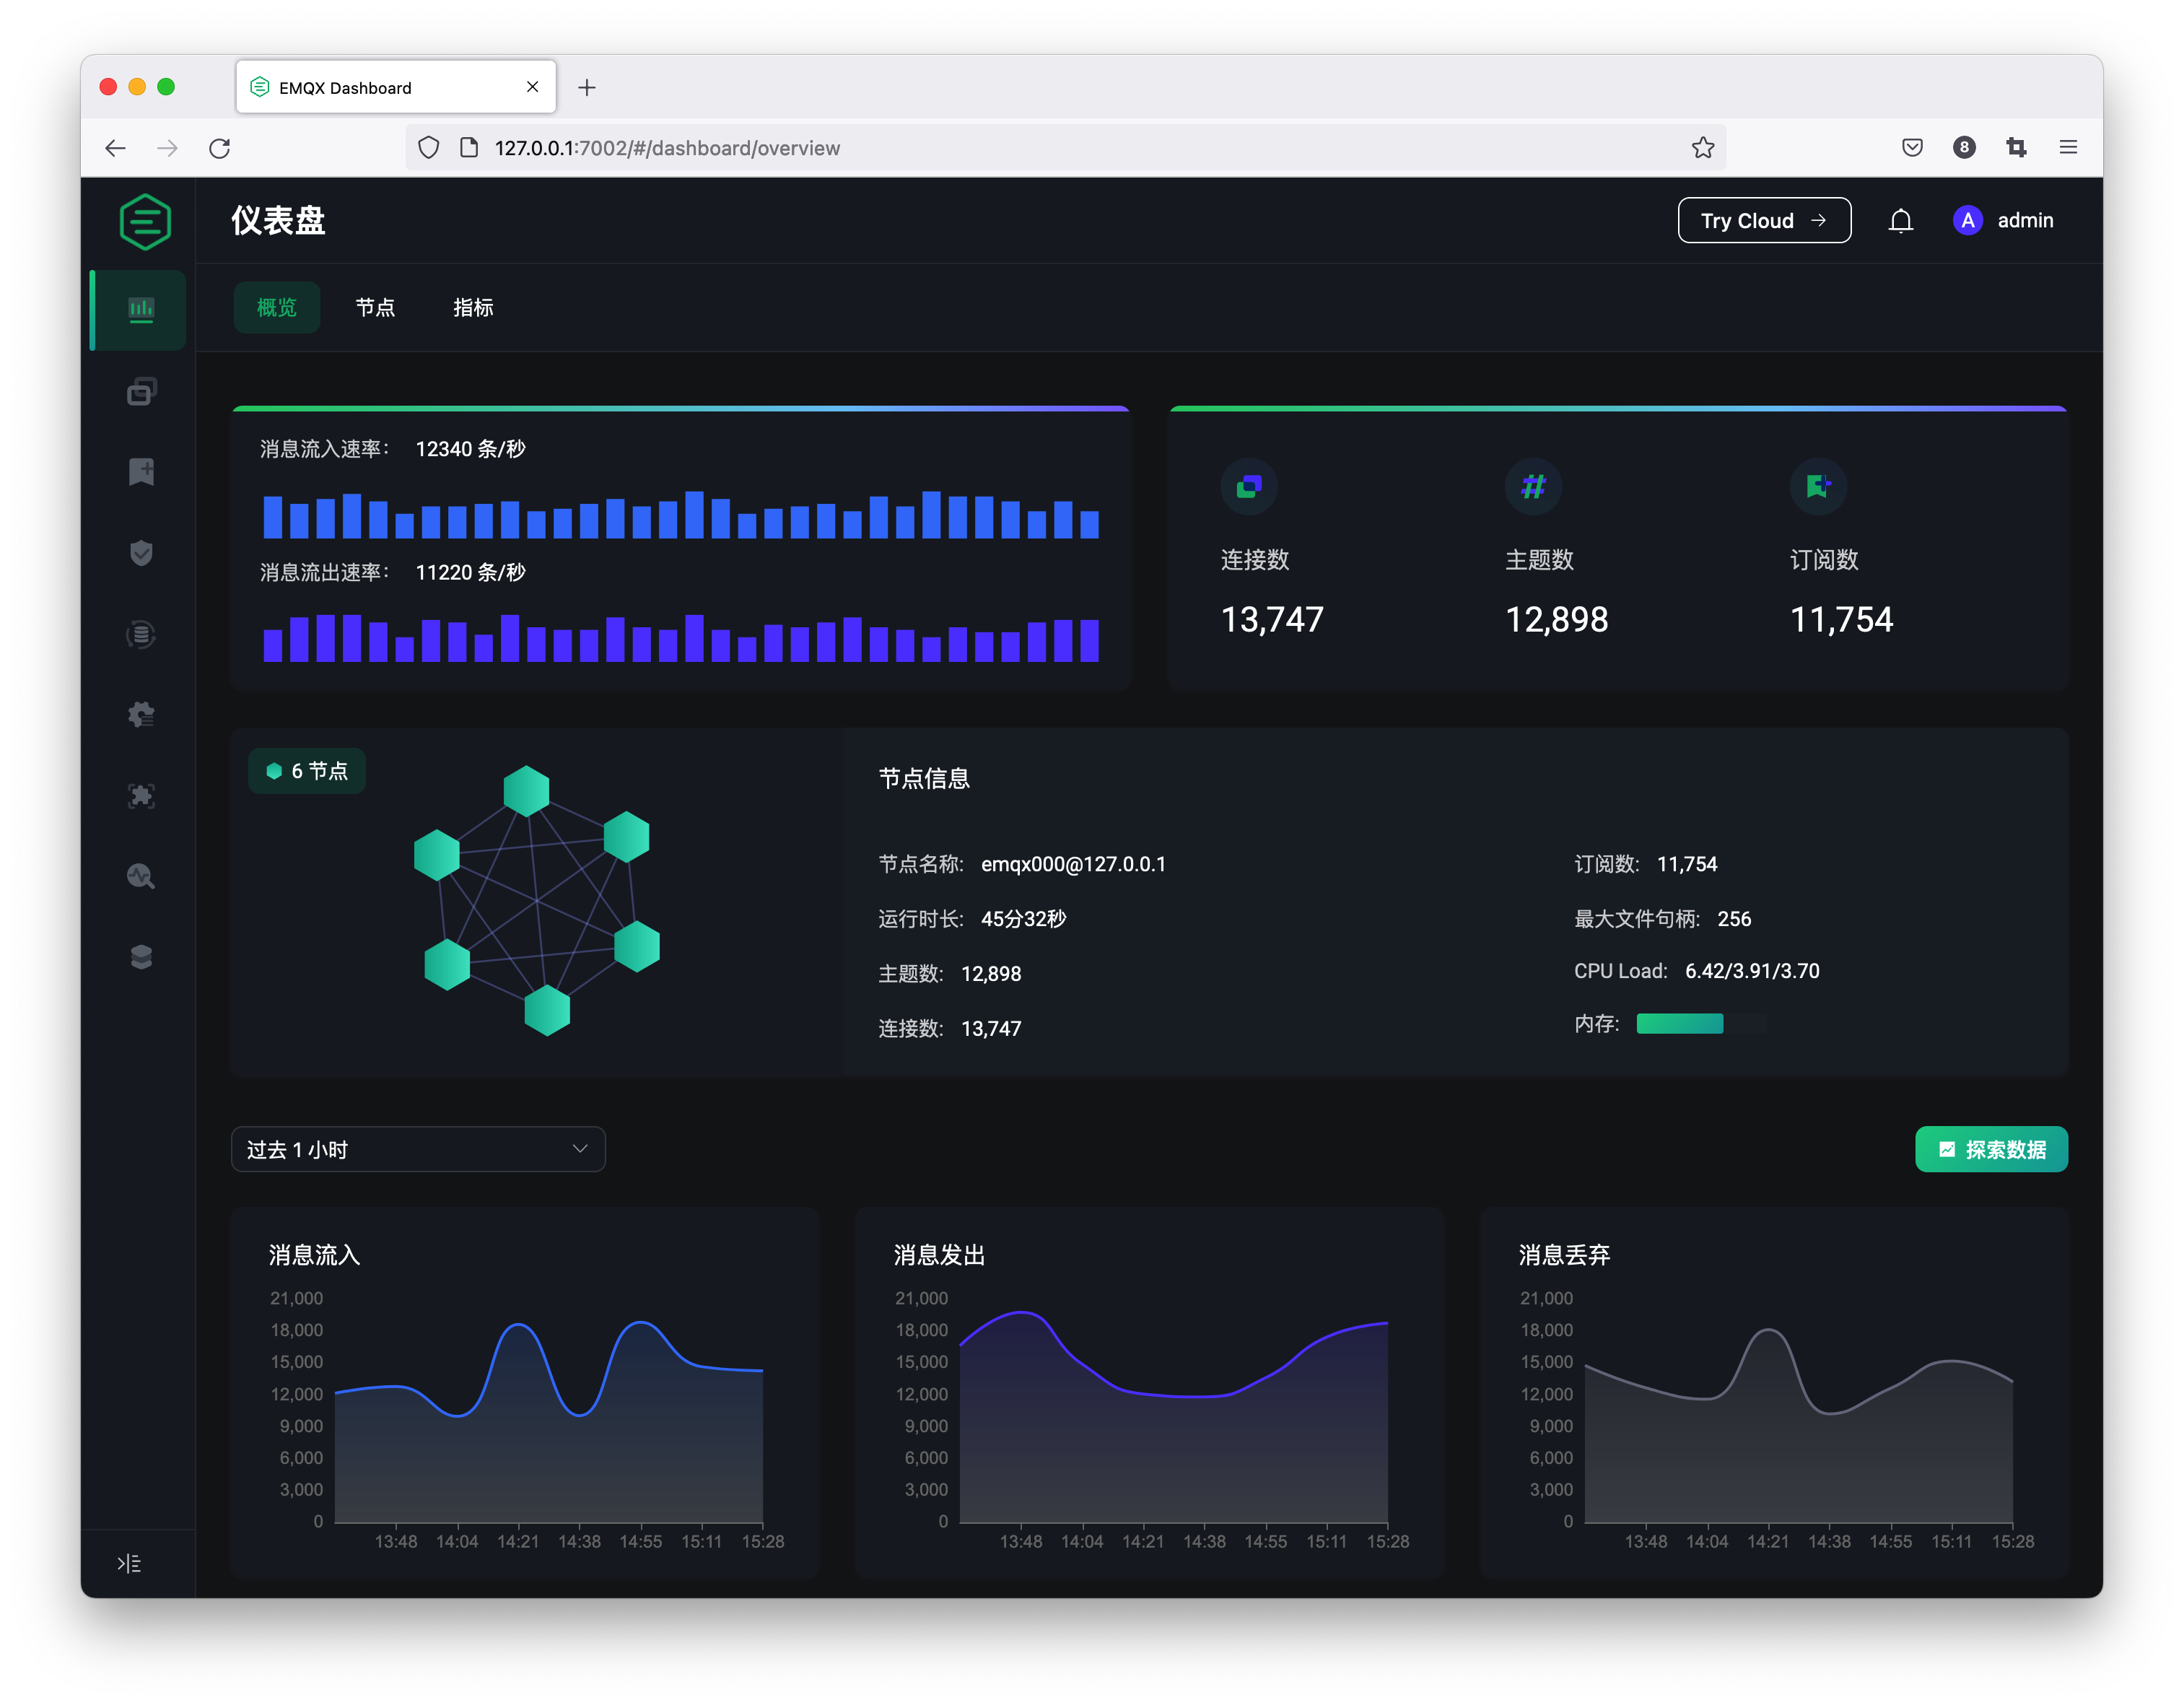 EMQX Dashboard
127.0.0.1:7002/#/dashboard/overview
8
仪表盘
Try Cloud
A
admin
概览
节点
指标
消息流入速率： 12340 条/秒
消息流出速率： 11220 条/秒
连接数
13,747
主题数
12,898
订阅数
11,754
6 节点
节点信息
节点名称: emqx000@127.0.0.1
运行时长: 45分32秒
主题数: 12,898
连接数: 13,747
订阅数: 11,754
最大文件句柄: 256
CPU Load: 6.42/3.91/3.70
内存:
过去 1 小时
探索数据
消息流入
21,000
18,000
15,000
12,000
9,000
6,000
3,000
0
13:48 14:04 14:21 14:38 14:55 15:11 15:28
消息发出
21,000
18,000
15,000
12,000
9,000
6,000
3,000
0
13:48 14:04 14:21 14:38 14:55 15:11 15:28
消息丢弃
21,000
18,000
15,000
12,000
9,000
6,000
3,000
0
13:48 14:04 14:21 14:38 14:55 15:11 15:28